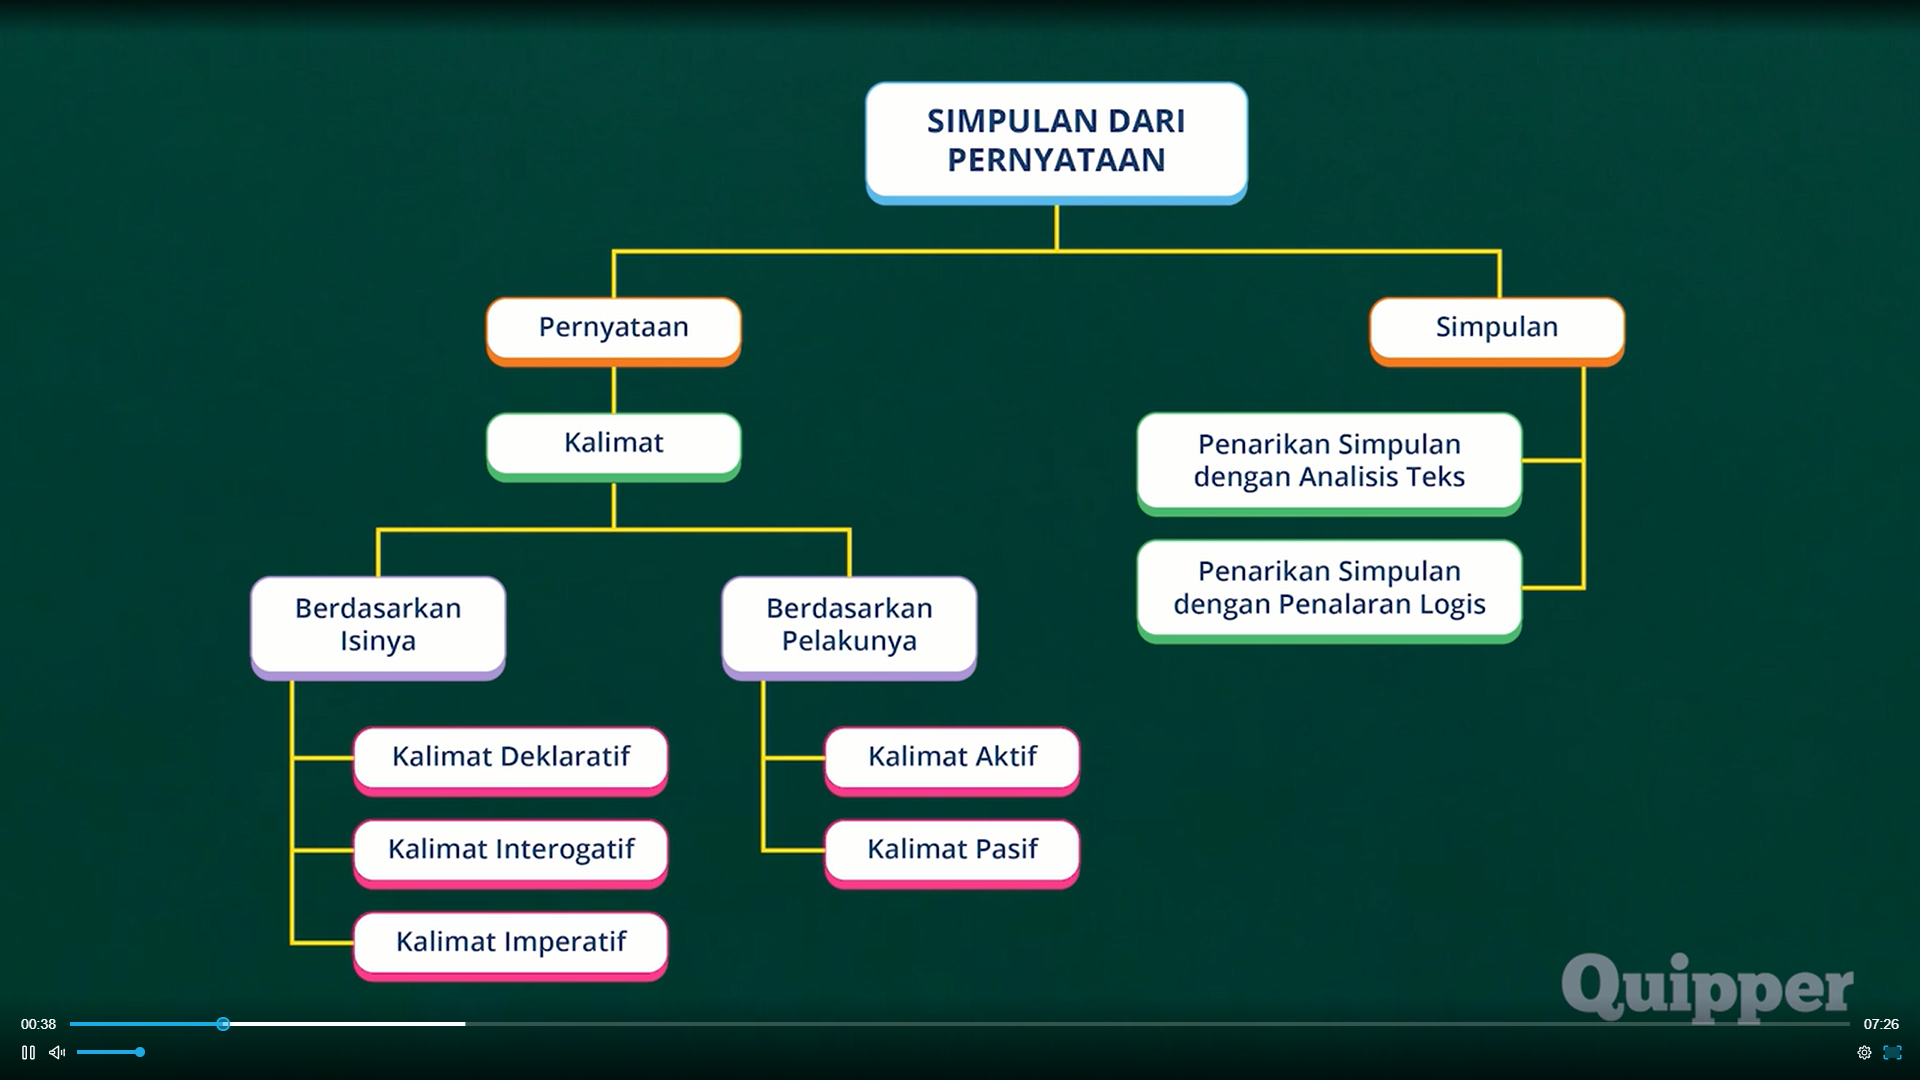 SIMPULAN DARI
PERNYATAAN
Pernyataan
Simpulan
Kalimat
Penarikan Simpulan
dengan Analisis Teks
Penarikan Simpulan
dengan Penalaran Logis
Berdasarkan
Isinya
Berdasarkan
Pelakunya
Kalimat Deklaratif
Kalimat Interogatif
Kalimat Imperatif
Kalimat Aktif
Kalimat Pasif
Quipper
00:38
07:26